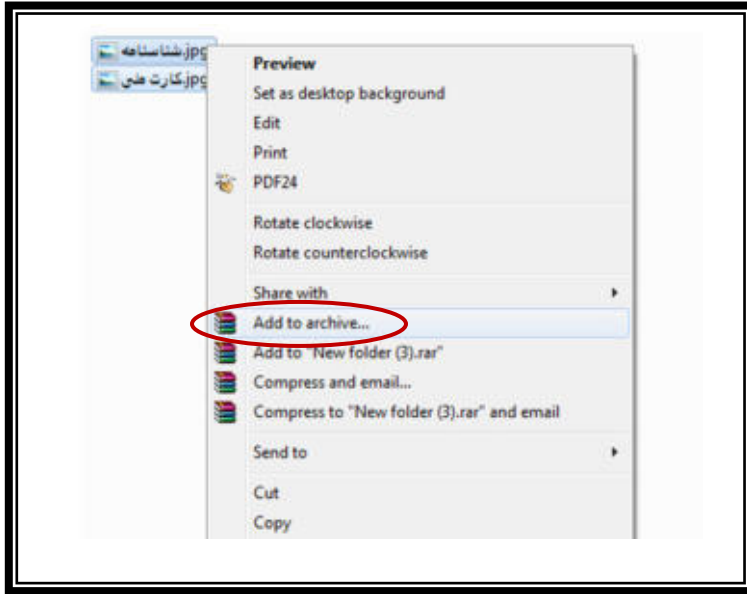 شناسنامه.jpg
کارت ملی.jpg
Preview
Set as desktop background
Edit
Print
PDF24
Rotate clockwise
Rotate counterclockwise
Share with
Add to archive...
Add to "New folder (3).rar"
Compress and email...
Compress to "New folder (3).rar" and email
Send to
Cut
Copy